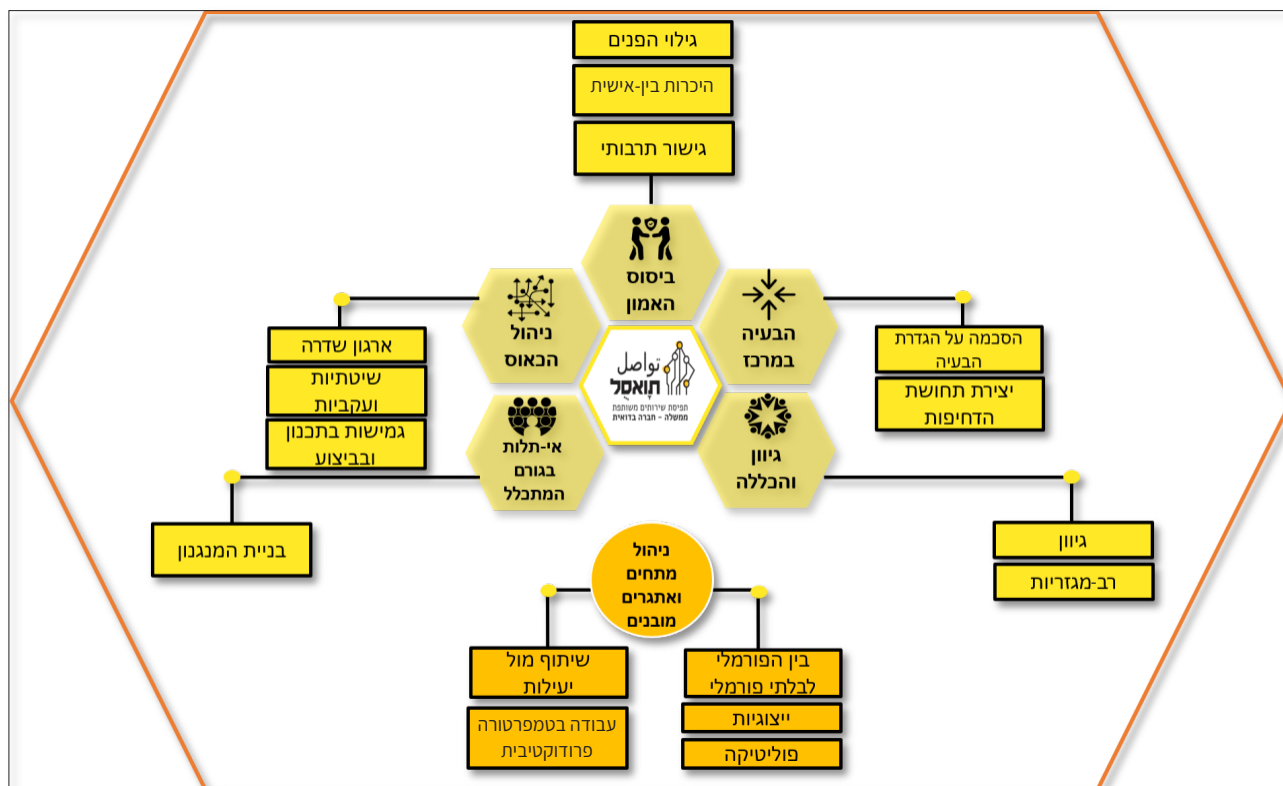 גילוי הפנים
היכרות בין-אישית
גישור תרבותי
ביסוס
האמון
הבעיה
במרכז
הסכמה על הגדרת
הבעיה
יצירת תחושת
הדחיפות
גיוון
והכללה
גיוון
רב-מגזריות
ניהול
הכאוס
ארגון שדרה
שיטתיות
ועקביות
גמישות בתכנון
ובביצוע
אי-תלות
בגורם
המתכלל
בניית המנגנון
تواصل
תַוּאסֻל
תפיסת שירותים משותפת
ממשלה - חברה בדואית
ניהול
מתחים
ואתגרים
מובנים
בין הפורמלי
לבלתי פורמלי
ייצוגיות
פוליטיקה
שיתוף מול
יעילות
עבודה בטמפרטורה
פרודוקטיבית